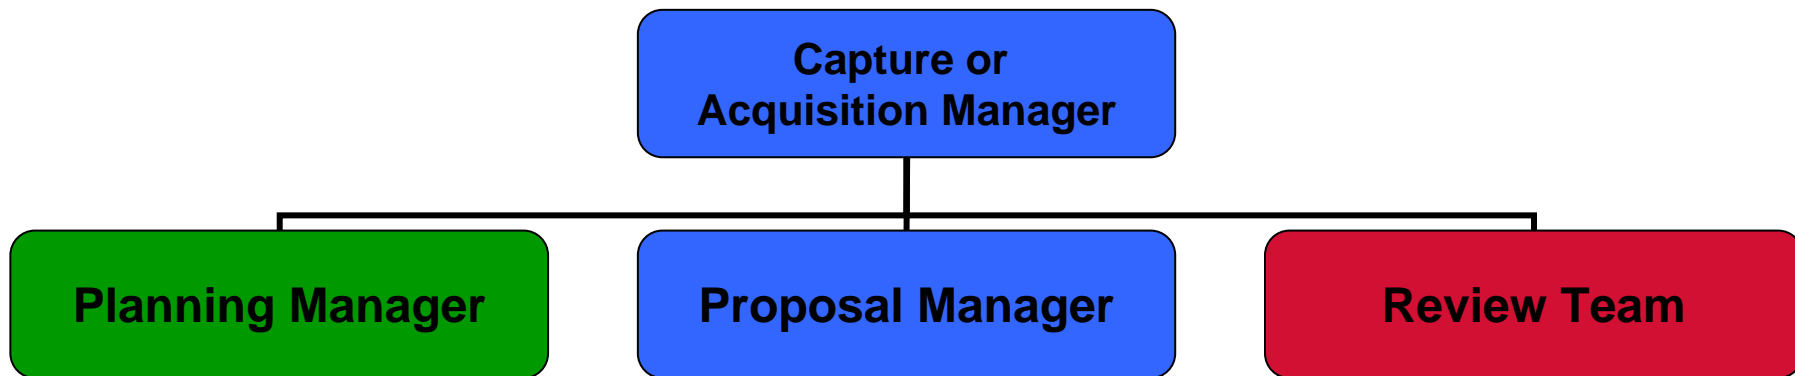 Capture or
Acquisition Manager
Planning Manager
Proposal Manager
Review Team